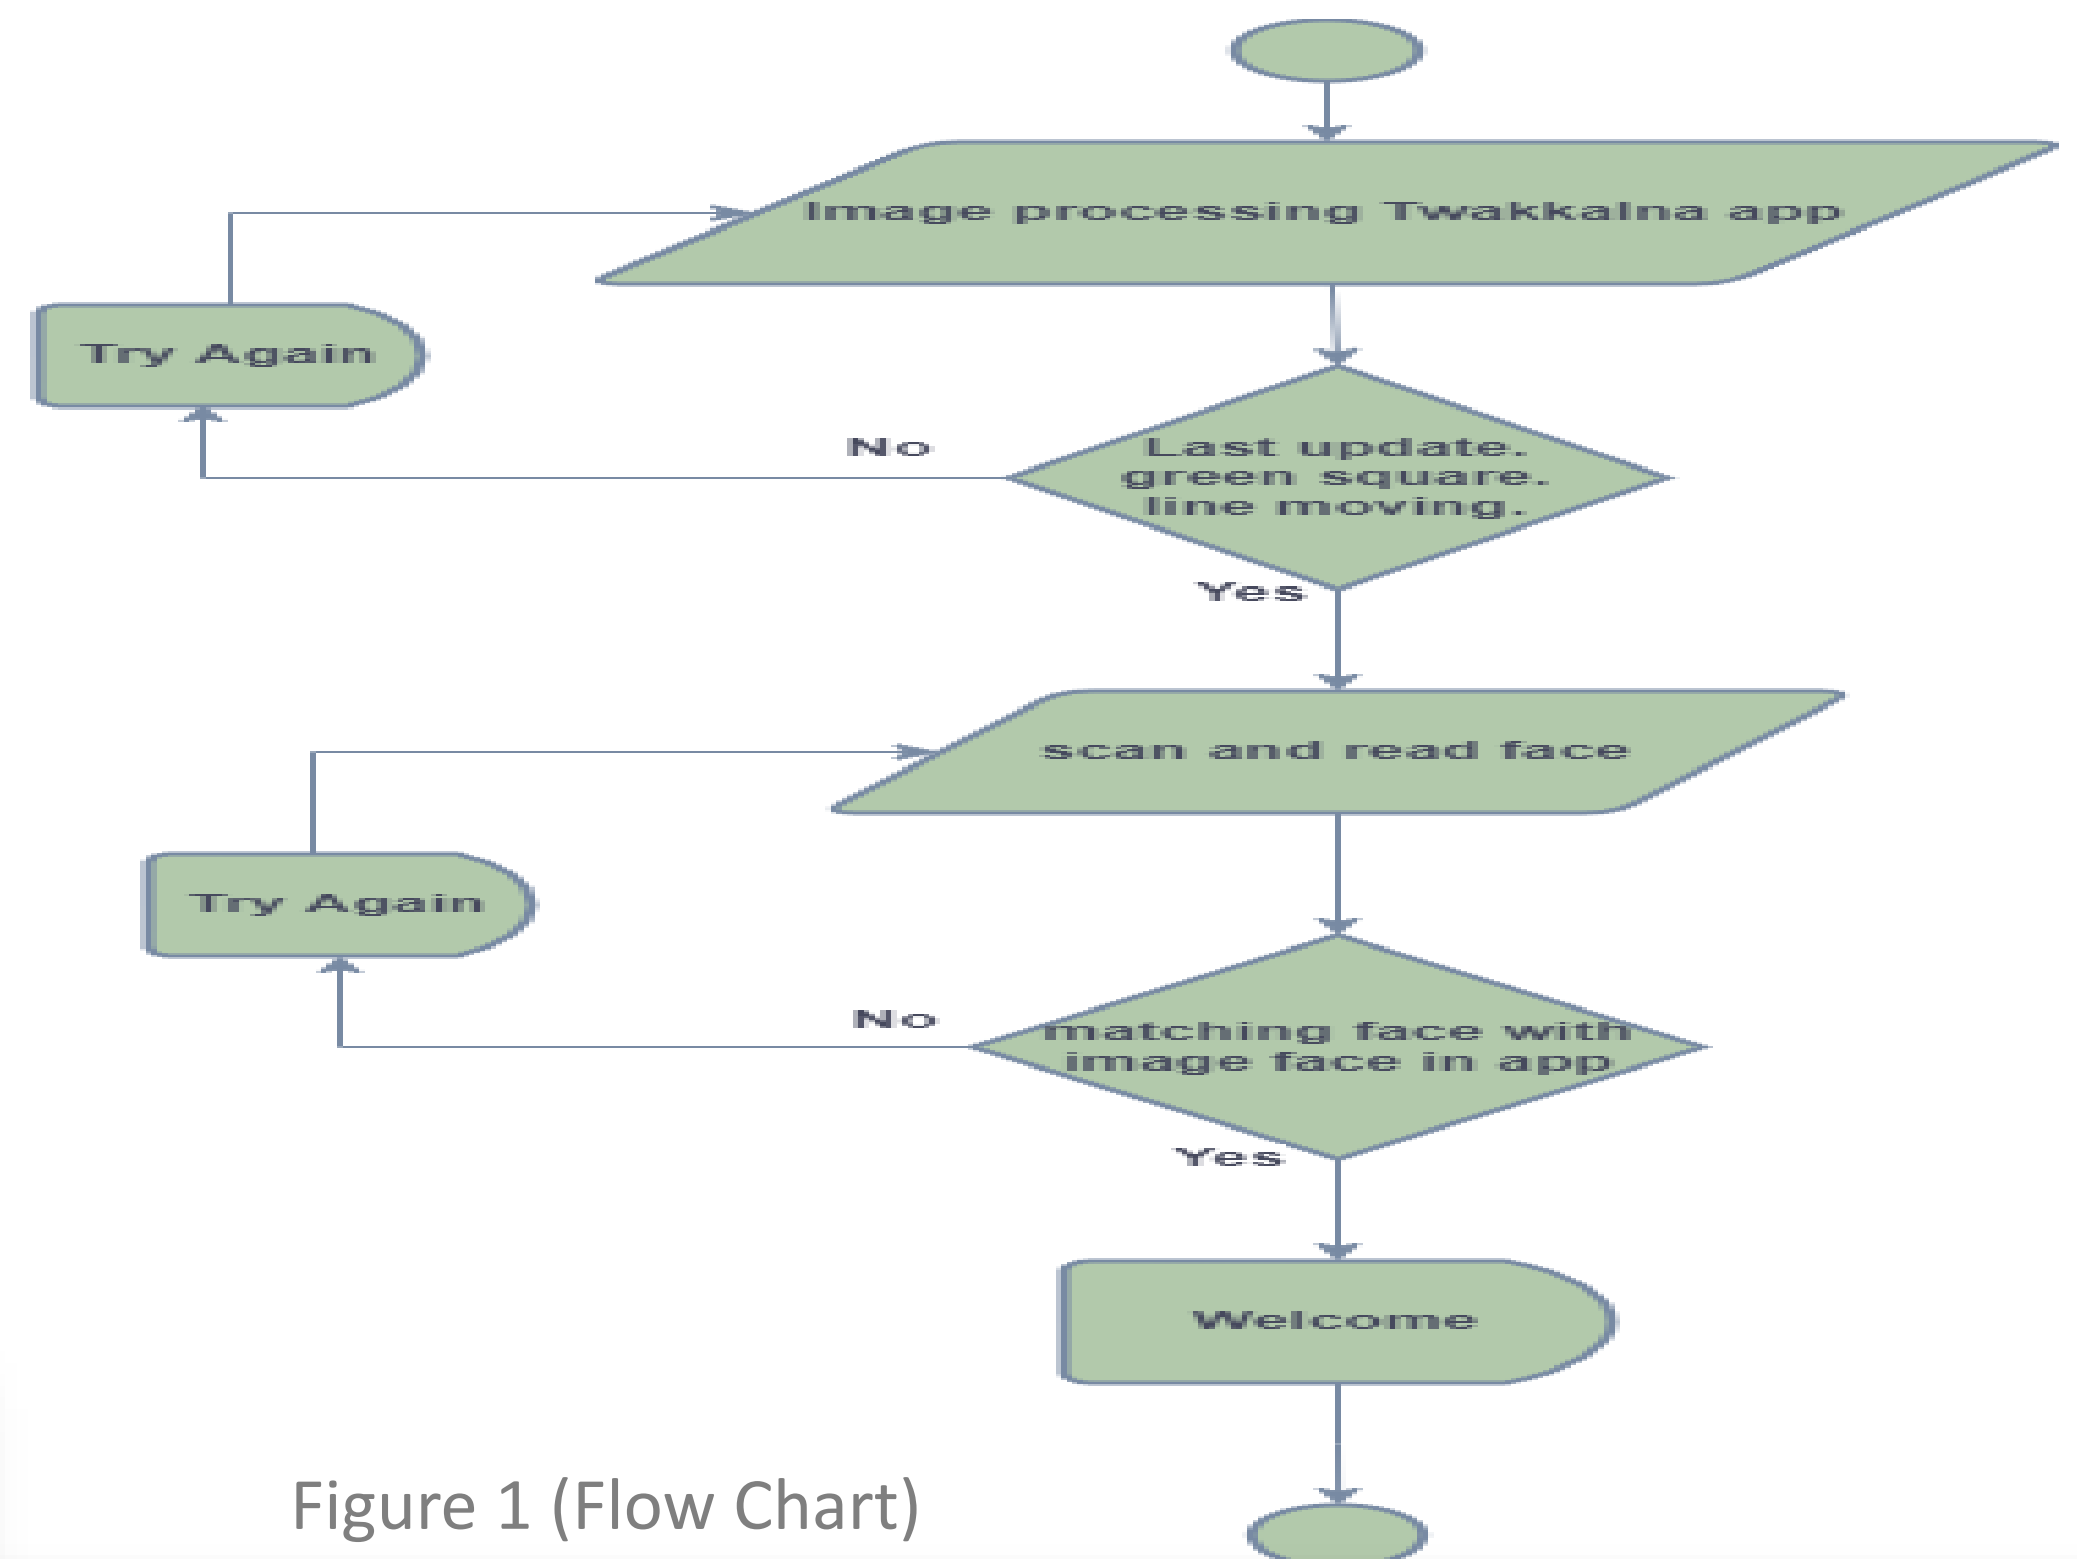 Image processing Twakkalna app
Try Again
No
Last update.
green square.
line moving.
Yes
scan and read face
Try Again
No
matching face with
image face in app
Yes
Welcome
Figure 1 (Flow Chart)